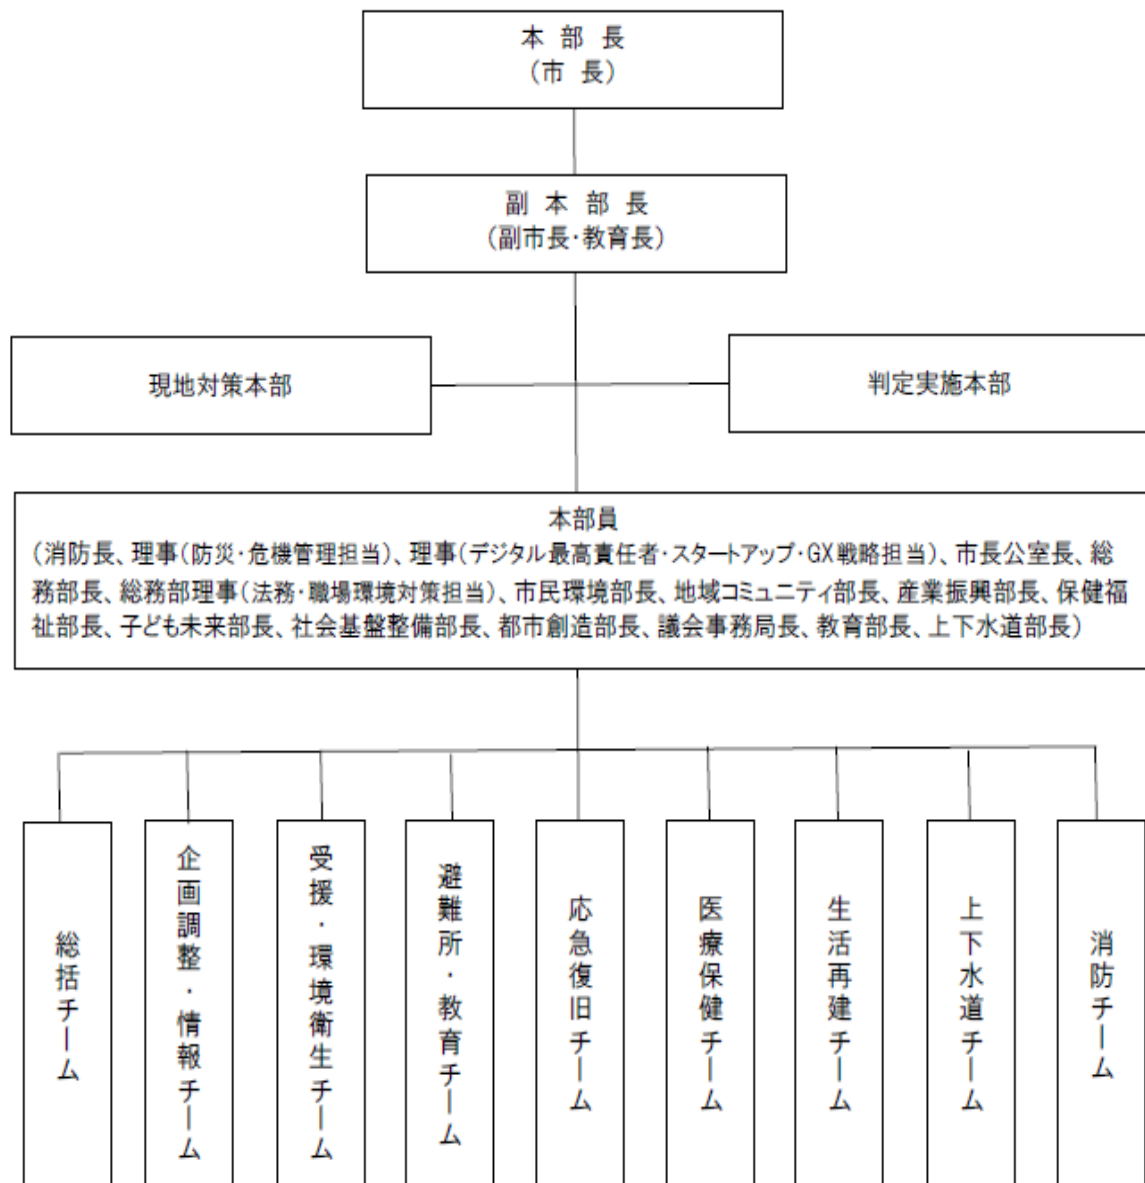 本 部 長
(市 長)
副 本 部 長
(副市長・教育長)
現地対策本部
判定実施本部
本部員
(消防長、理事(防災・危機管理担当)、理事(デジタル最高責任者・スタートアップ・GX戦略担当)、市長公室長、総
務部長、総務部理事(法務・職場環境対策担当)、市民環境部長、地域コミュニティ部長、産業振興部長、保健福
祉部長、子ども未来部長、社会基盤整備部長、都市創造部長、議会事務局長、教育部長、上下水道部長)
総括チーム
企画調整・情報チーム
受援・環境衛生チーム
避難所・教育チーム
応急復旧チーム
医療保健チーム
生活再建チーム
上下水道チーム
消防チーム